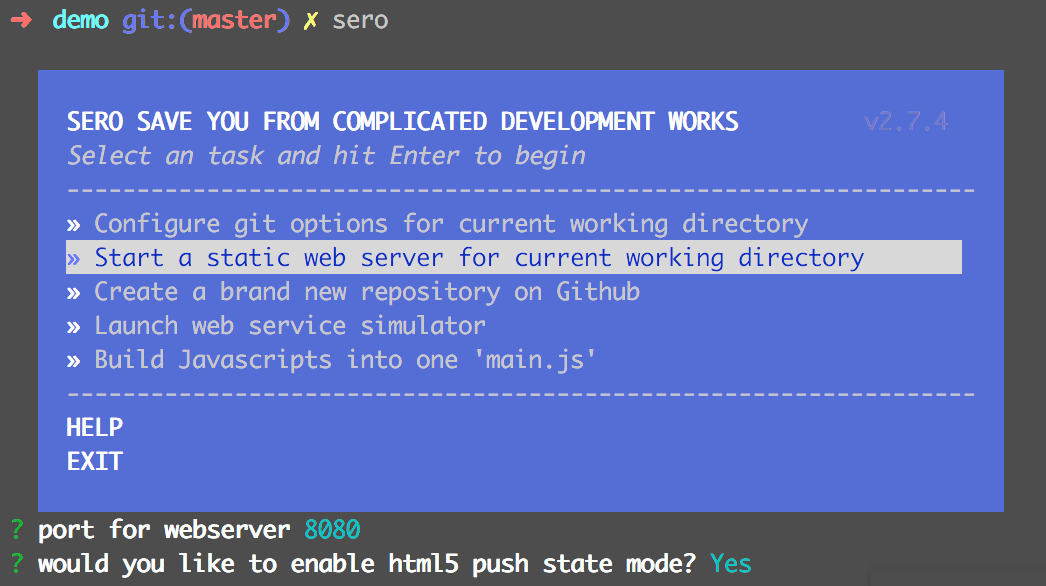 ➜ demo git:(master) ✗ sero
SERO SAVE YOU FROM COMPLICATED DEVELOPMENT WORKS v2.7.4
Select an task and hit Enter to begin
-----------------------------------------------------------------
» Configure git options for current working directory
» Start a static web server for current working directory
» Create a brand new repository on Github
» Launch web service simulator
» Build Javascripts into one 'main.js'
-----------------------------------------------------------------
HELP
EXIT
? port for webserver 8080
? would you like to enable html5 push state mode? Yes